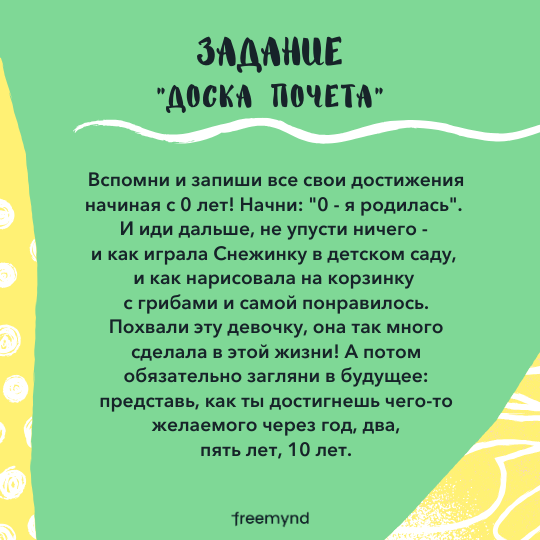 ЗАДАНИЕ
"ДОСКА ПОЧЕТА"
Вспомни и запиши все свои достижения
начиная с 0 лет! Начни: "0 - я родилась".
И иди дальше, не упусти ничего -
и как играла Снежинку в детском саду,
и как нарисовала на корзинку
с грибами и самой понравилось.
Похвали эту девочку, она так много
сделала в этой жизни! А потом
обязательно загляни в будущее:
представь, как ты достигнешь чего-то
желаемого через год, два,
пять лет, 10 лет.
freemynd